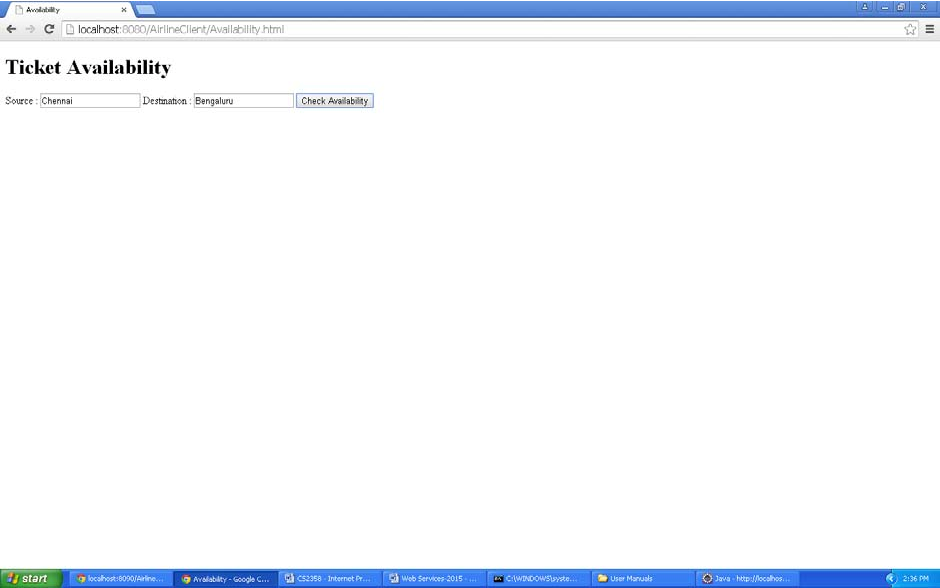 Availability
localhost:8080/AirlineClient/Availability.html
Ticket Availability
Source : Chennai Destination : Bengaluru Check Availability
start localhost:8090/Airline... Availability - Google C... CS2358 - Internet Pr... Web Services-2015 - ... C:\WINDOWS\syste... User Manuals Java - http://localhos... 2:36 PM